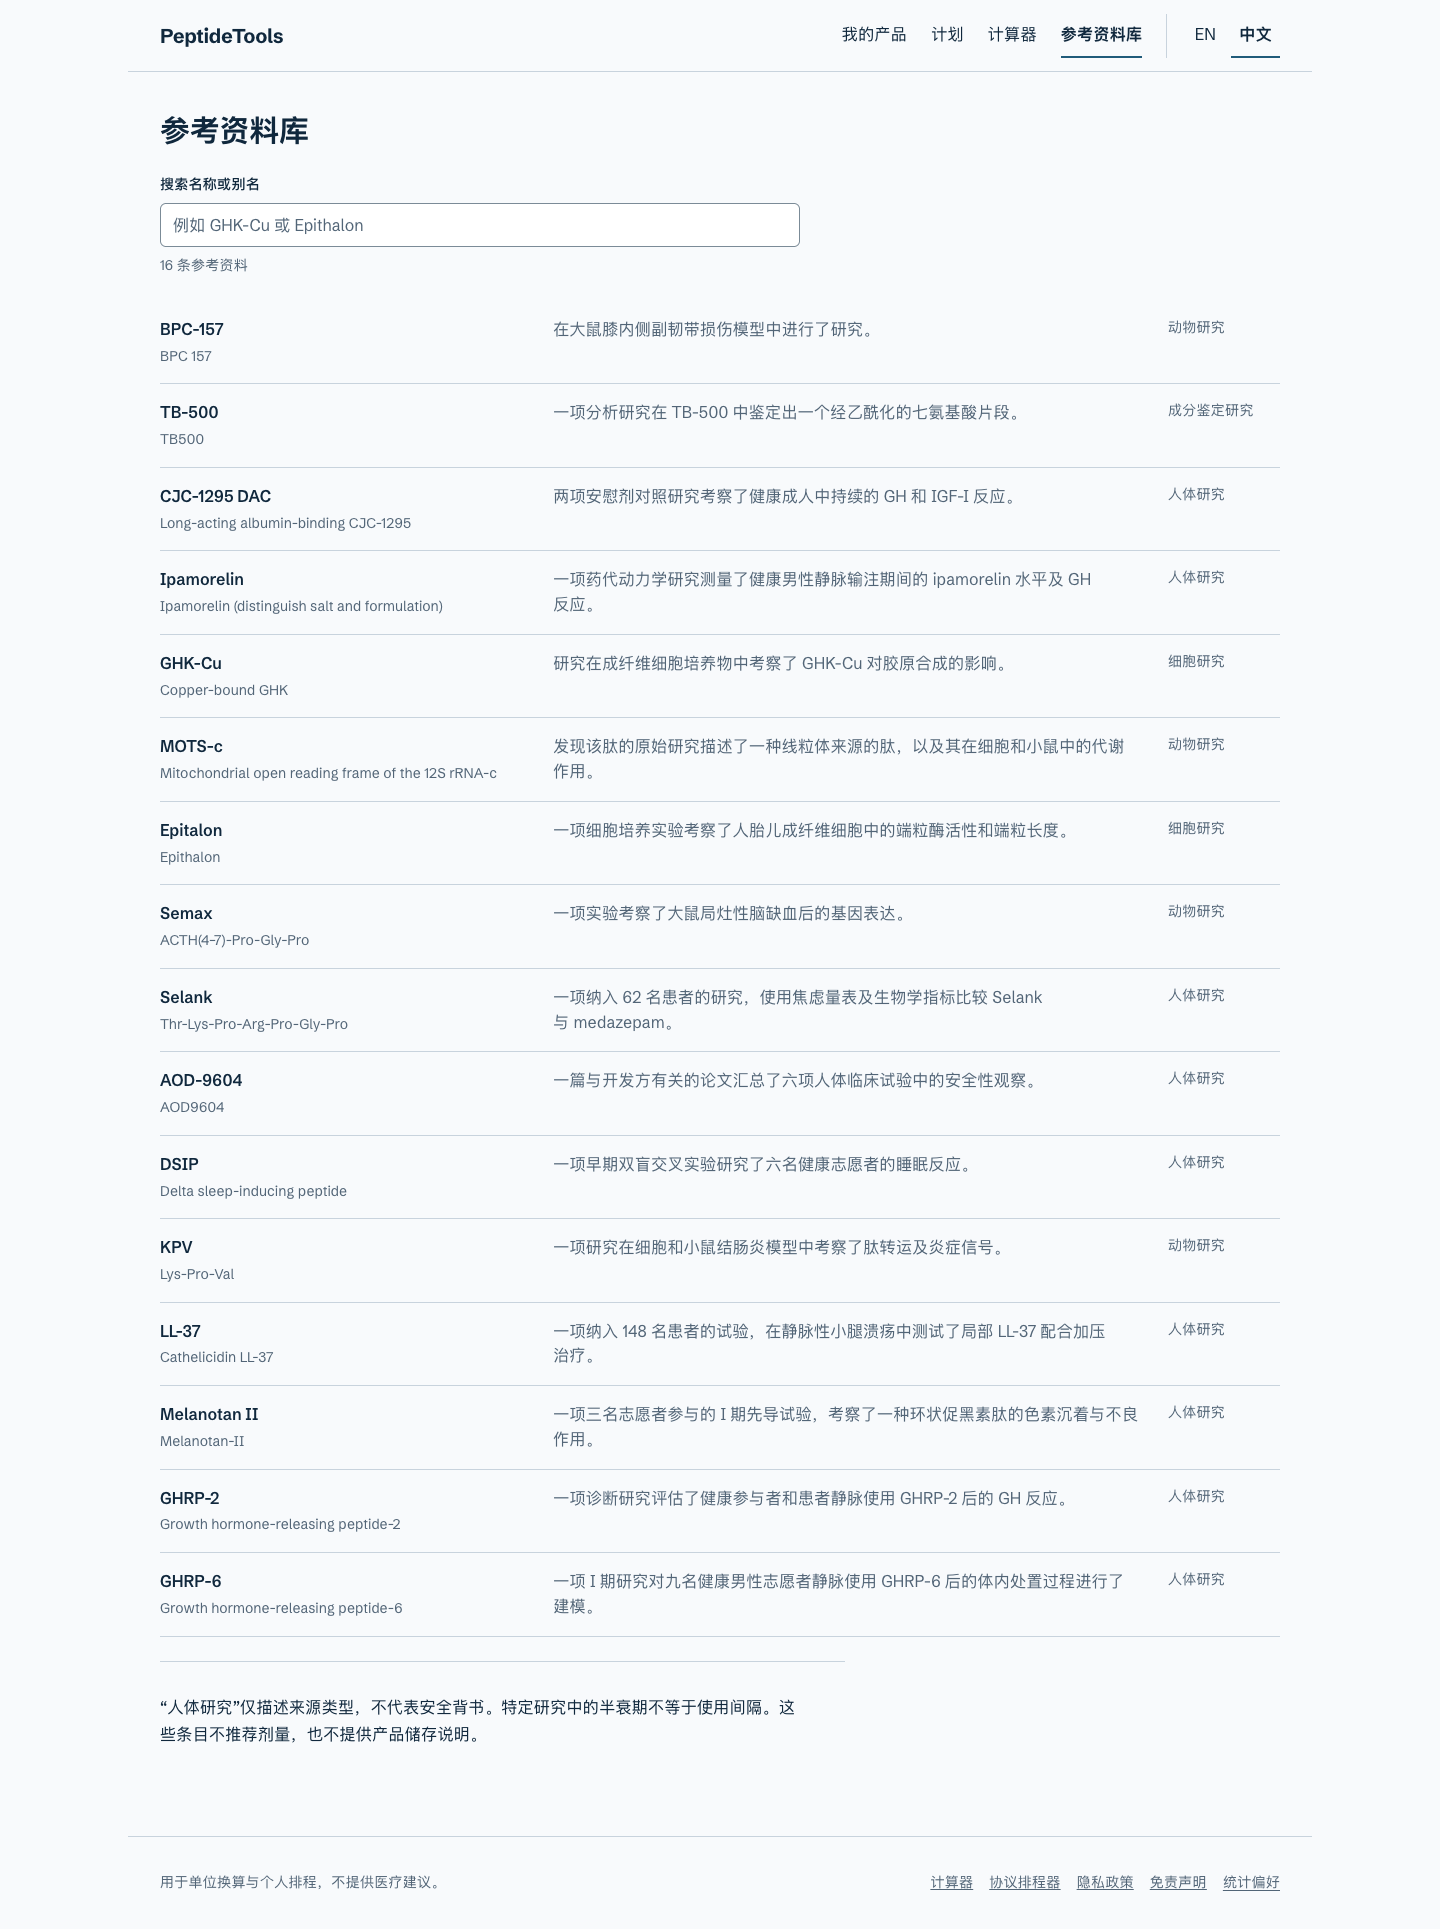 PeptideTools
我的产品 计划 计算器 参考资料库 EN 中文
参考资料库
搜索名称或别名
例如 GHK-Cu 或 Epithalon
16 条参考资料
BPC-157
BPC 157
在大鼠膝内侧副韧带损伤模型中进行了研究。
动物研究
TB-500
TB500
一项分析研究在 TB-500 中鉴定出一个经乙酰化的七氨基酸片段。
成分鉴定研究
CJC-1295 DAC
Long-acting albumin-binding CJC-1295
两项安慰剂对照研究考察了健康成人中持续的 GH 和 IGF-I 反应。
人体研究
Ipamorelin
Ipamorelin (distinguish salt and formulation)
一项药代动力学研究测量了健康男性静脉输注期间的 ipamorelin 水平及 GH
反应。
人体研究
GHK-Cu
Copper-bound GHK
研究在成纤维细胞培养物中考察了 GHK-Cu 对胶原合成的影响。
细胞研究
MOTS-c
Mitochondrial open reading frame of the 12S rRNA-c
发现该肽的原始研究描述了一种线粒体来源的肽，以及其在细胞和小鼠中的代谢
作用。
动物研究
Epitalon
Epithalon
一项细胞培养实验考察了人胎儿成纤维细胞中的端粒酶活性和端粒长度。
细胞研究
Semax
ACTH(4-7)-Pro-Gly-Pro
一项实验考察了大鼠局灶性脑缺血后的基因表达。
动物研究
Selank
Thr-Lys-Pro-Arg-Pro-Gly-Pro
一项纳入 62 名患者的研究，使用焦虑量表及生物学指标比较 Selank
与 medazepam。
人体研究
AOD-9604
AOD9604
一篇与开发方有关的论文汇总了六项人体临床试验中的安全性观察。
人体研究
DSIP
Delta sleep-inducing peptide
一项早期双盲交叉实验研究了六名健康志愿者的睡眠反应。
人体研究
KPV
Lys-Pro-Val
一项研究在细胞和小鼠结肠炎模型中考察了肽转运及炎症信号。
动物研究
LL-37
Cathelicidin LL-37
一项纳入 148 名患者的试验，在静脉性小腿溃疡中测试了局部 LL-37 配合加压
治疗。
人体研究
Melanotan II
Melanotan-II
一项三名志愿者参与的 I 期先导试验，考察了一种环状促黑素肽的色素沉着与不良
作用。
人体研究
GHRP-2
Growth hormone-releasing peptide-2
一项诊断研究评估了健康参与者和患者静脉使用 GHRP-2 后的 GH 反应。
人体研究
GHRP-6
Growth hormone-releasing peptide-6
一项 I 期研究对九名健康男性志愿者静脉使用 GHRP-6 后的体内处置过程进行了
建模。
人体研究
“人体研究”仅描述来源类型，不代表安全背书。特定研究中的半衰期不等于使用间隔。这
些条目不推荐剂量，也不提供产品储存说明。
用于单位换算与个人排程，不提供医疗建议。
计算器 协议排程器 隐私政策 免责声明 统计偏好